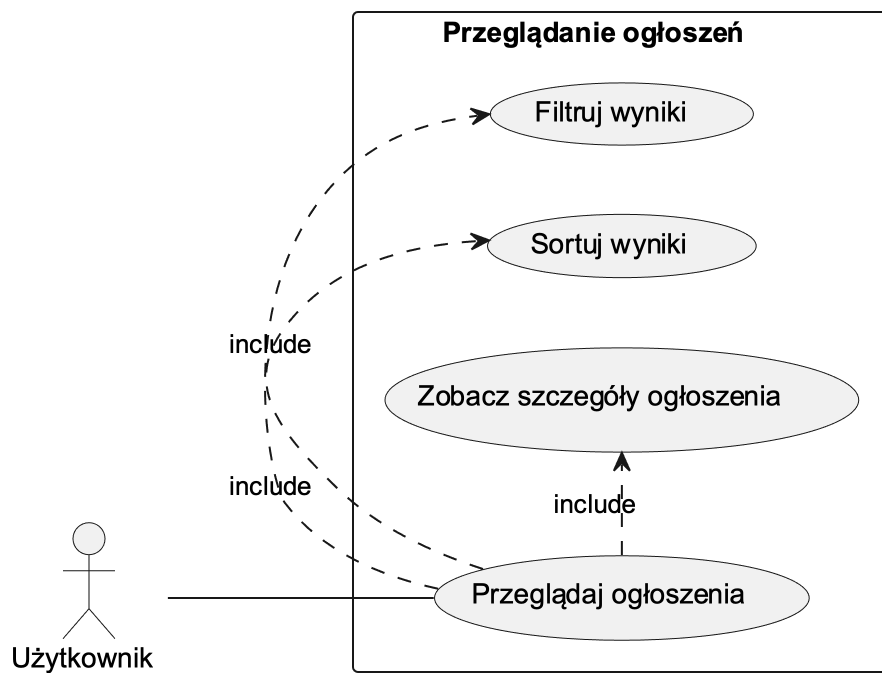 Przeglądanie ogłoszeń
Filtruj wyniki
Sortuj wyniki
include
Zobacz szczegóły ogłoszenia
include
include
Przeglądaj ogłoszenia
Użytkownik